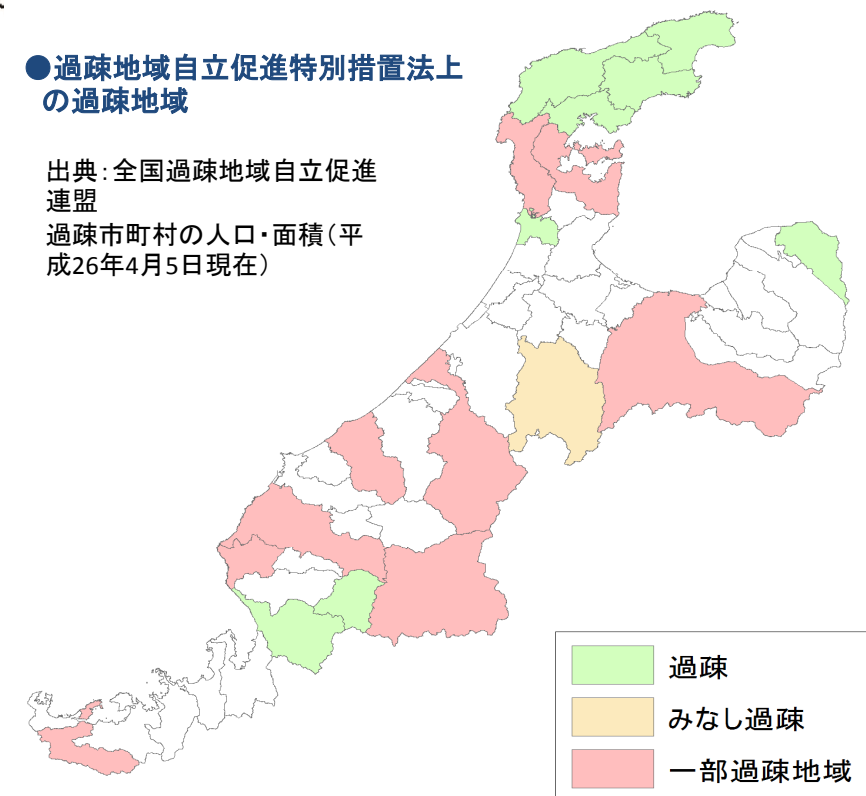 ●過疎地域自立促進特別措置法上
の過疎地域
出典：全国過疎地域自立促進
連盟
過疎市町村の人口・面積（平
成26年4月5日現在）
過疎
みなし過疎
一部過疎地域